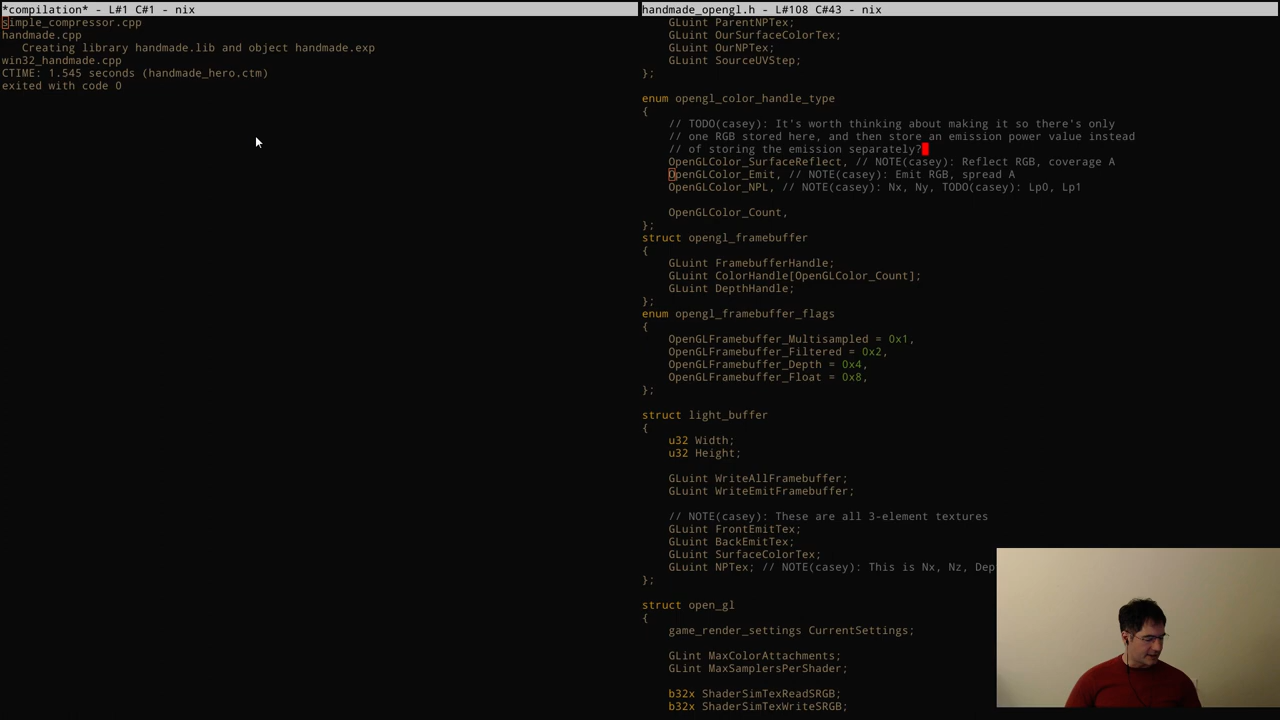 *compilation* - L#1 C#1 - nix
simple_compressor.cpp
handmade.cpp
Creating library handmade.lib and object handmade.exp
win32_handmade.cpp
CTIME: 1.545 seconds (handmade_hero.ctm)
exited with code 0
handmade_opengl.h - L#108 C#43 - nix
GLuint ParentNPTex;
GLuint OurSurfaceColorTex;
GLuint OurNPTex;
GLuint SourceUVStep;
};
enum opengl_color_handle_type
{
// TODO(casey): It's worth thinking about making it so there's only
// one RGB stored here, and then store an emission power value instead
// of storing the emission separately?
OpenGLColor_SurfaceReflect, // NOTE(casey): Reflect RGB, coverage A
OpenGLColor_Emit, // NOTE(casey): Emit RGB, spread A
OpenGLColor_NPL, // NOTE(casey): Nx, Ny, TODO(casey): Lp0, Lp1
OpenGLColor_Count,
};
struct opengl_framebuffer
{
GLuint FramebufferHandle;
GLuint ColorHandle[OpenGLColor_Count];
GLuint DepthHandle;
};
enum opengl_framebuffer_flags
{
OpenGLFramebuffer_Multisampled = 0x1,
OpenGLFramebuffer_Filtered = 0x2,
OpenGLFramebuffer_Depth = 0x4,
OpenGLFramebuffer_Float = 0x8,
};
struct light_buffer
{
u32 Width;
u32 Height;
GLuint WriteAllFramebuffer;
GLuint WriteEmitFramebuffer;
// NOTE(casey): These are all 3-element textures
GLuint FrontEmitTex;
GLuint BackEmitTex;
GLuint SurfaceColorTex;
GLuint NPTex; // NOTE(casey): This is Nx, Nz, Dep
};
struct open_gl
{
game_render_settings CurrentSettings;
GLint MaxColorAttachments;
GLint MaxSamplersPerShader;
b32x ShaderSimTexReadSRGB;
b32x ShaderSimTexWriteSRGB;